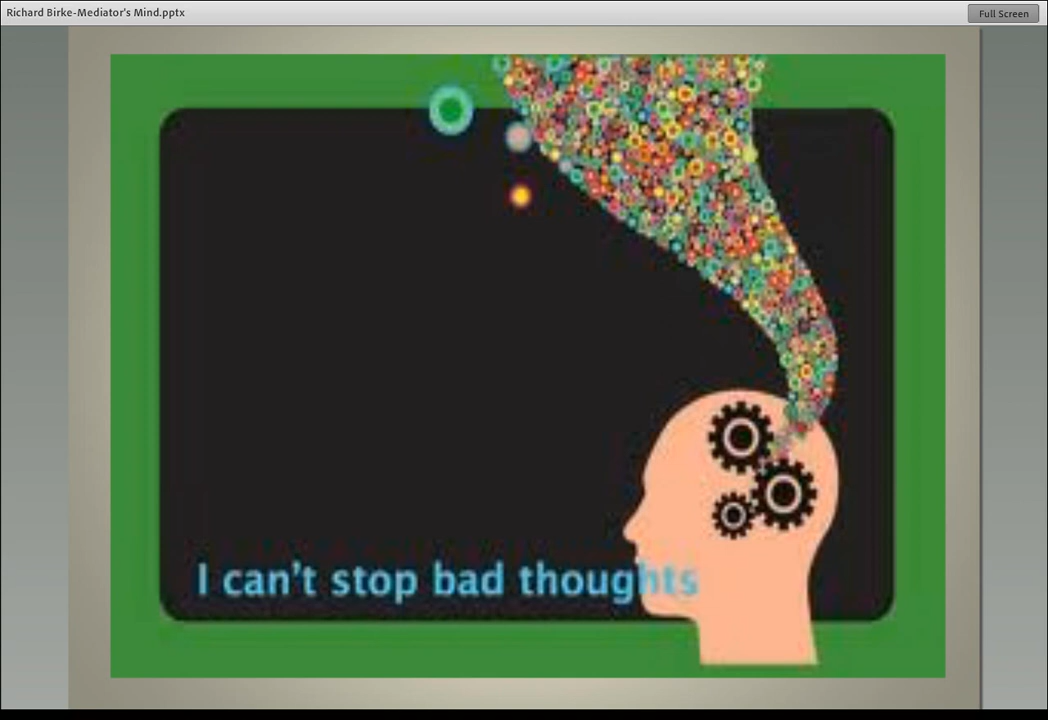 Richard Birke-Mediator's Mind.pptx
Full Screen
I can't stop bad thoughts